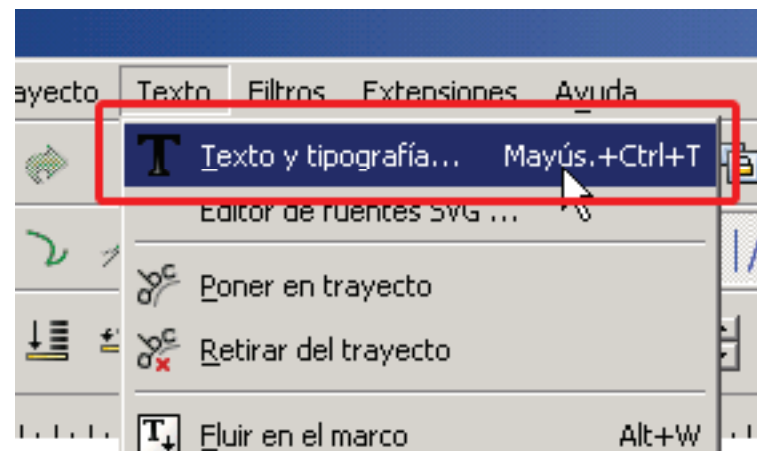 ayecto Texto Filtros Extensiones Ayuda
Texto y tipografía... Mayús.+Ctrl+T
Editor de fuentes SVG ...
Poner en trayecto
Retirar del trayecto
Fluir en el marco Alt+W